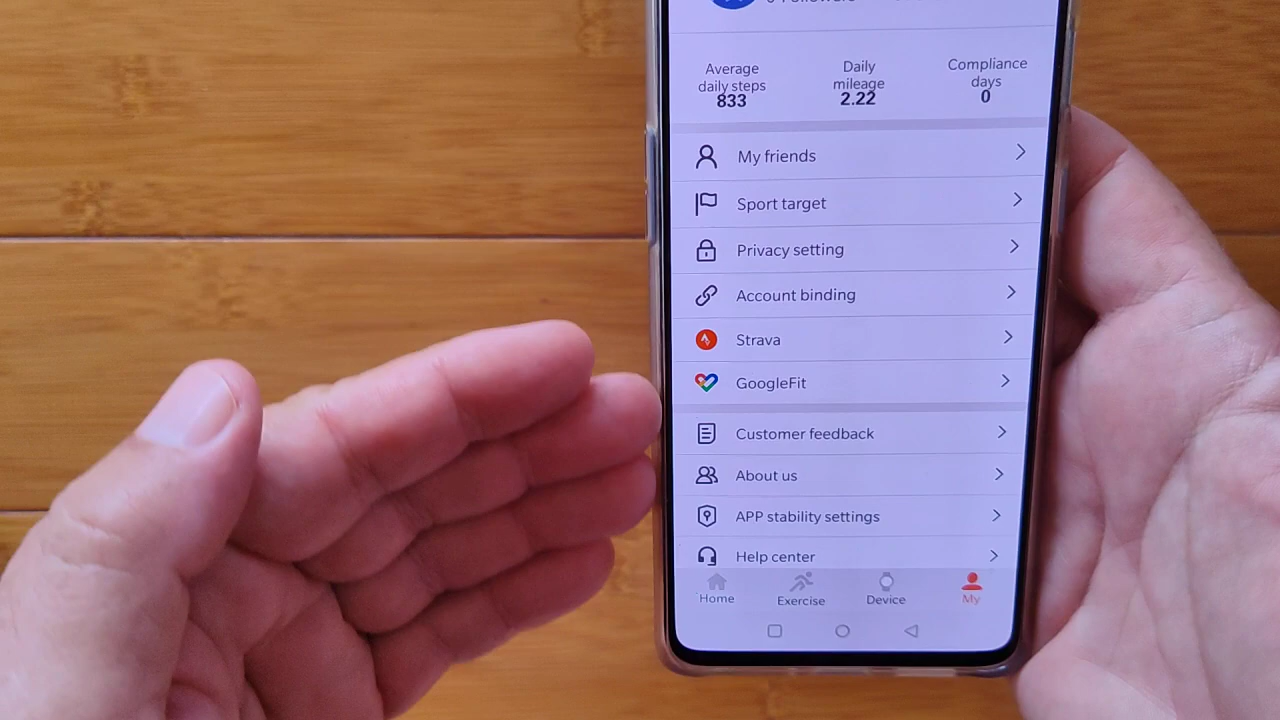 Average
daily steps
833
Daily
mileage
2.22
Compliance
days
0
My friends
Sport target
Privacy setting
Account binding
Strava
GoogleFit
Customer feedback
About us
APP stability settings
Help center
Home
Exercise
Device
My